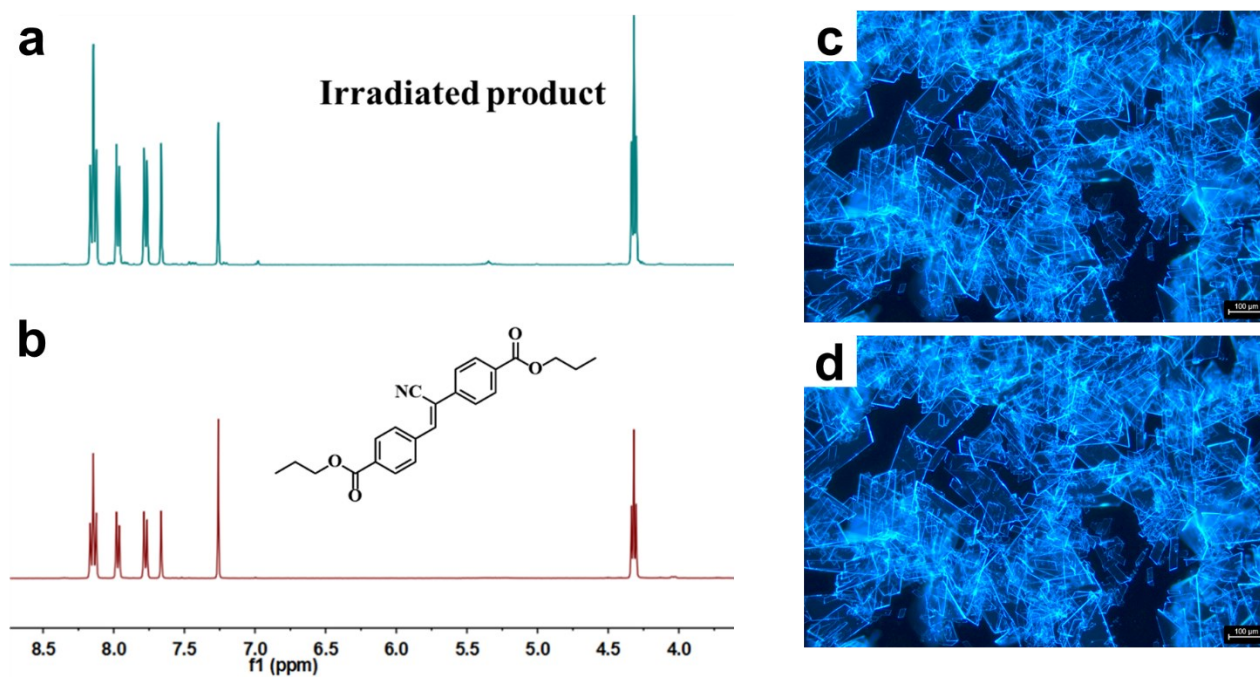 a
Irradiated product
b
NC
O
O
O
O
8.5 8.0 7.5 7.0 6.5 6.0 5.5 5.0 4.5 4.0
f1 (ppm)
c
100 μm
d
100 μm